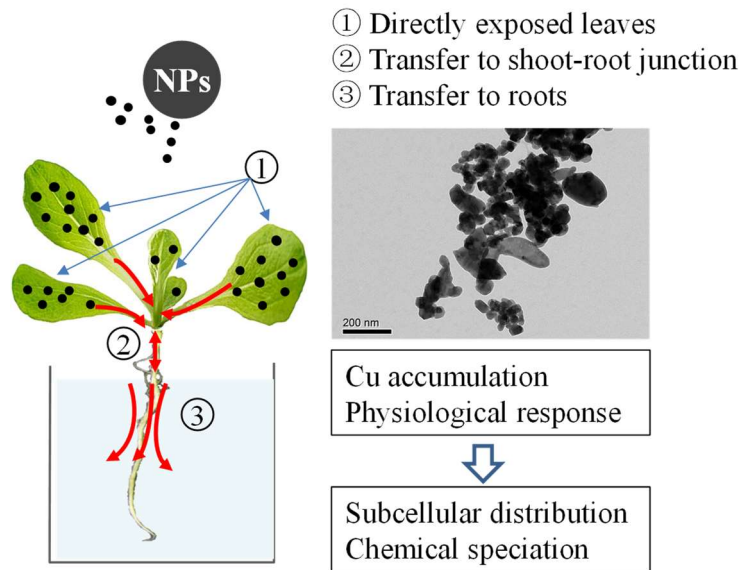 ① Directly exposed leaves
② Transfer to shoot-root junction
③ Transfer to roots
NPs
①
②
③
200 nm
Cu accumulation
Physiological response
Subcellular distribution
Chemical speciation